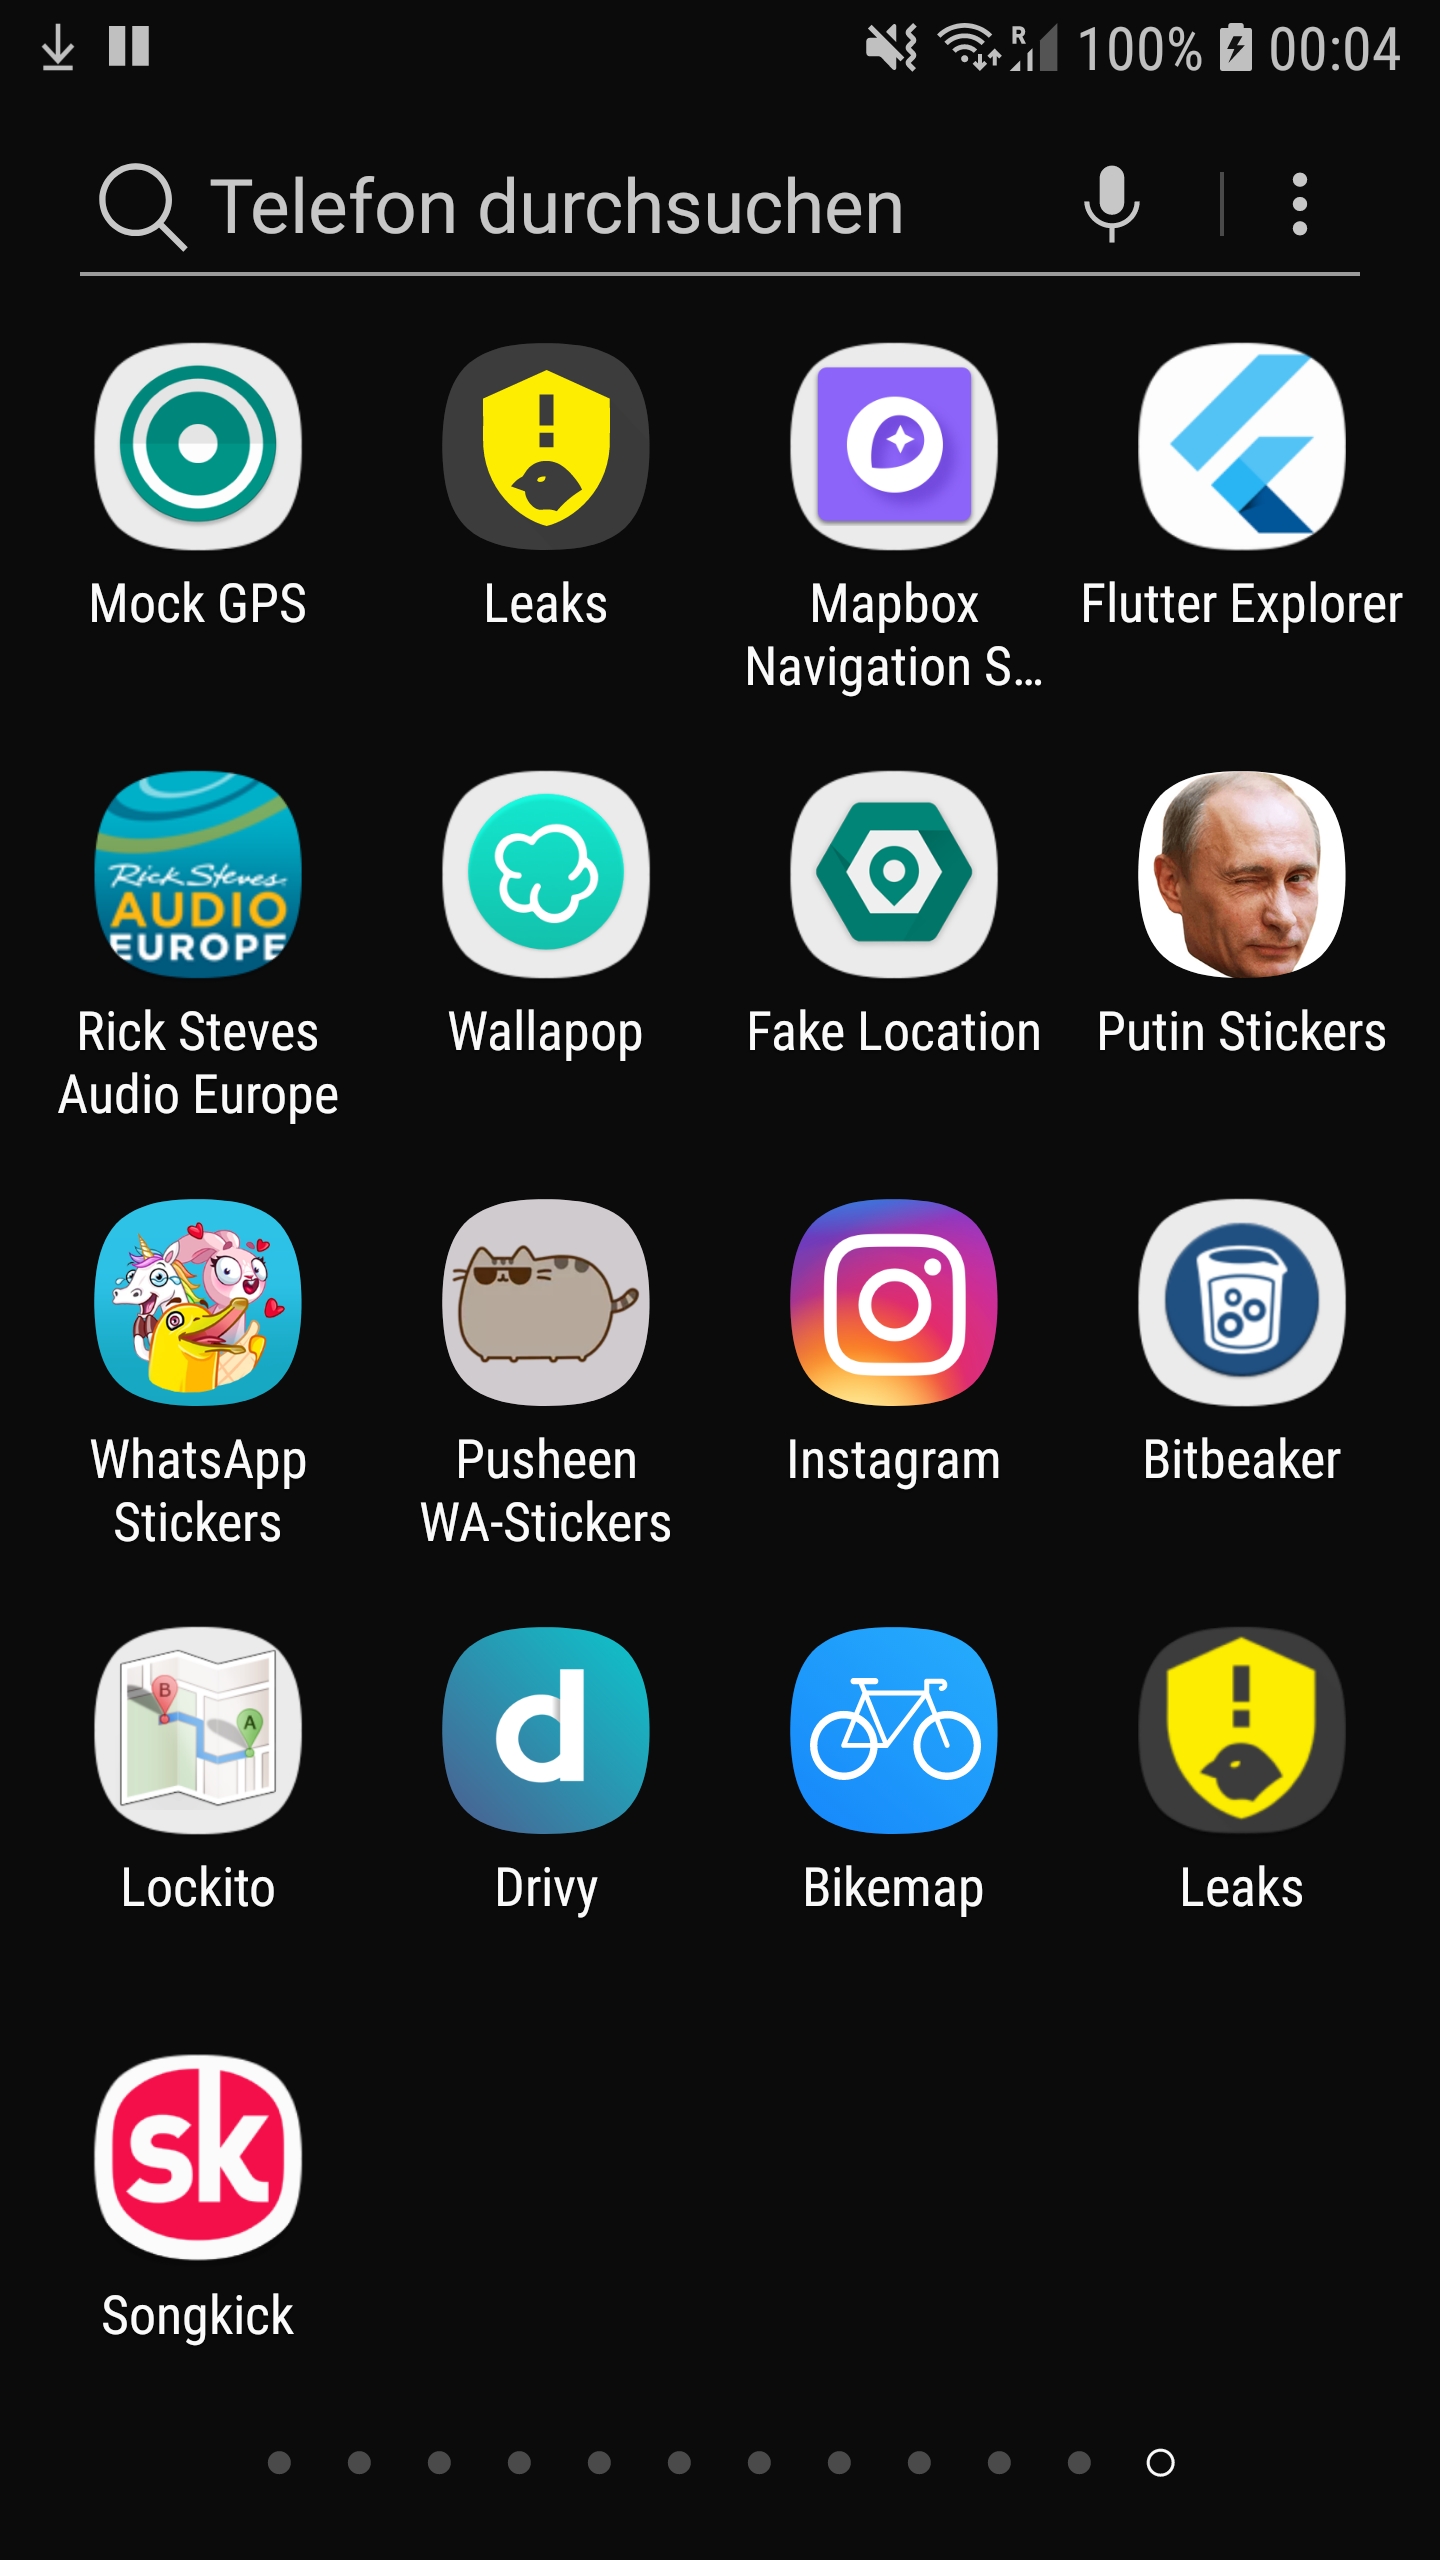 R 100% 00:04
Telefon durchsuchen
Mock GPS
Leaks
Mapbox
Navigation S...
Flutter Explorer
Rick Steves
AUDIO
EUROPE
Rick Steves
Audio Europe
Wallapop
Fake Location
Putin Stickers
WhatsApp
Stickers
Pusheen
WA-Stickers
Instagram
Bitbeaker
B
A
Lockito
d
Drivy
Bikemap
Leaks
sk
Songkick